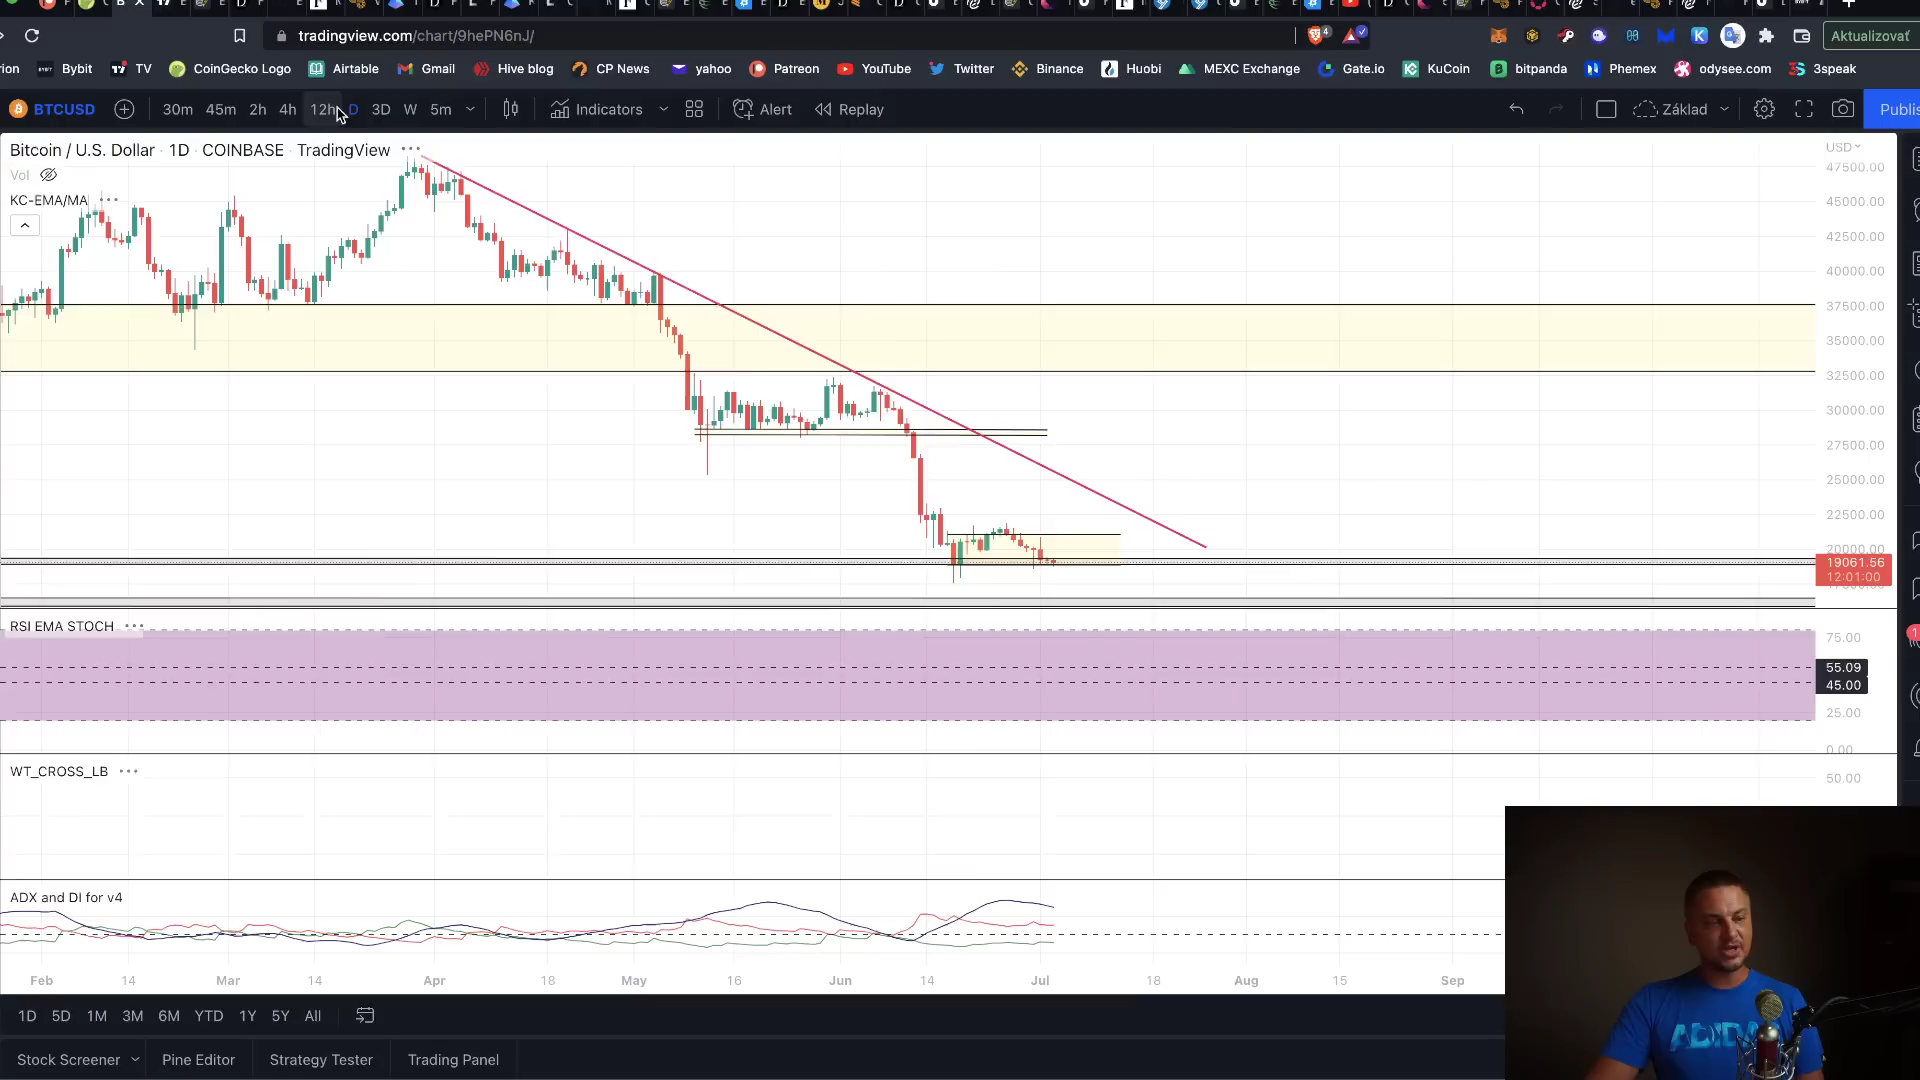 tradingview.com/chart/9hePN6nJ/
4
Aktualizovať
rion Bybit TV CoinGecko Logo Airtable Gmail Hive blog CP News yahoo Patreon YouTube Twitter Binance Huobi MEXC Exchange Gate.io KuCoin bitpanda Phemex odysee.com 3speak
BTCUSD 30m 45m 2h 4h 12h D 3D W 5m Indicators Alert Replay Základ Publis
Bitcoin / U.S. Dollar · 1D · COINBASE · TradingView
USD
Vol
KC-EMA/MA
47500.00
45000.00
42500.00
40000.00
37500.00
35000.00
32500.00
30000.00
27500.00
25000.00
22500.00
20000.00
19061.56
12:01:00
RSI EMA STOCH
75.00
55.09
45.00
25.00
0.00
WT_CROSS_LB
50.00
ADX and DI for v4
Feb 14 Mar 14 Apr 18 May 16 Jun 14 Jul 18 Aug 15 Sep
1D 5D 1M 3M 6M YTD 1Y 5Y All
Stock Screener Pine Editor Strategy Tester Trading Panel